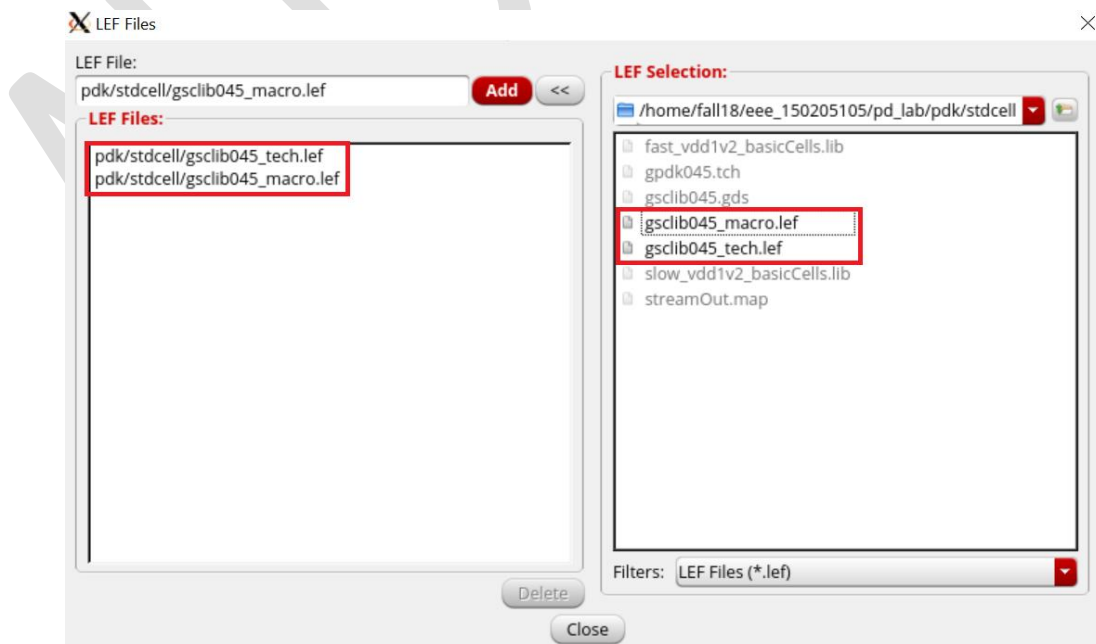 LEF Files
LEF File:
pdk/stdcell/gsclib045_macro.lef
Add
<<
LEF Files:
pdk/stdcell/gsclib045_tech.lef
pdk/stdcell/gsclib045_macro.lef
Delete
LEF Selection:
/home/fall18/eee_150205105/pd_lab/pdk/stdcell
fast_vdd1v2_basicCells.lib
gpdk045.tch
gsclib045.gds
gsclib045_macro.lef
gsclib045_tech.lef
slow_vdd1v2_basicCells.lib
streamOut.map
Filters: LEF Files (*.lef)
Close